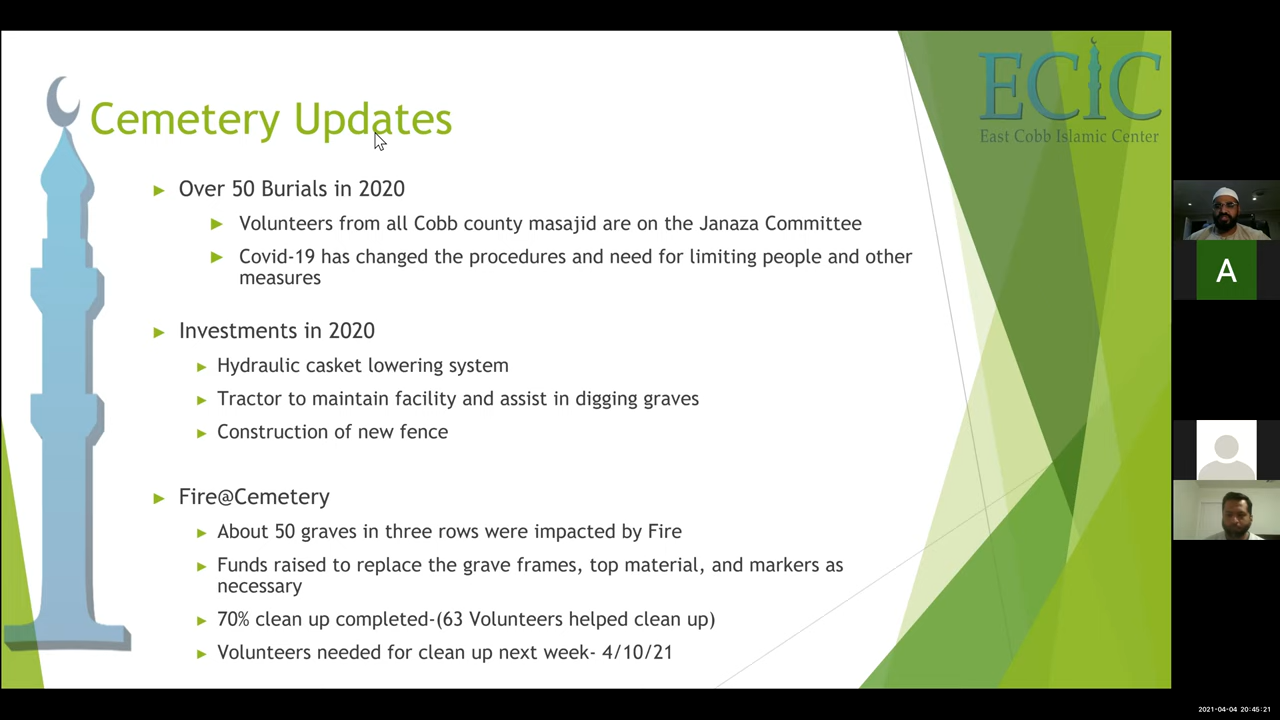 ECIC
East Cobb Islamic Center
Cemetery Updates
Over 50 Burials in 2020
Volunteers from all Cobb county masajid are on the Janaza Committee
Covid-19 has changed the procedures and need for limiting people and other
measures
Investments in 2020
Hydraulic casket lowering system
Tractor to maintain facility and assist in digging graves
Construction of new fence
Fire@Cemetery
About 50 graves in three rows were impacted by Fire
Funds raised to replace the grave frames, top material, and markers as
necessary
70% clean up completed-(63 Volunteers helped clean up)
Volunteers needed for clean up next week- 4/10/21
A
2021-04-04 20:45:21